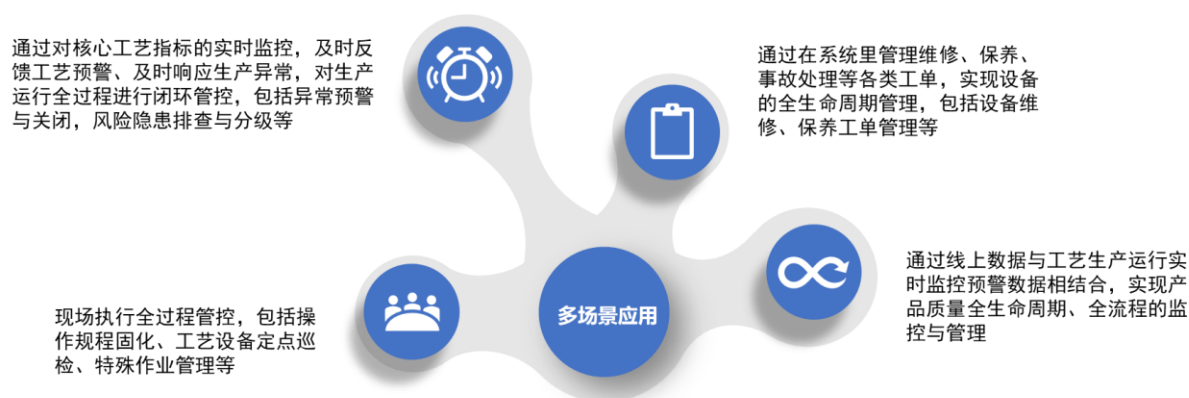 通过对核心工艺指标的实时监控，及时反
馈工艺预警、及时响应生产异常，对生产
运行全过程进行闭环管控，包括异常预警
与关闭，风险隐患排查与分级等
通过在系统里管理维修、保养、
事故处理等各类工单，实现设备
的全生命周期管理，包括设备维
修、保养工单管理等
现场执行全过程管控，包括操
作规程固化、工艺设备定点巡
检、特殊作业管理等
多场景应用
通过线上数据与工艺生产运行实
时监控预警数据相结合，实现产
品质量全生命周期、全流程的监
控与管理